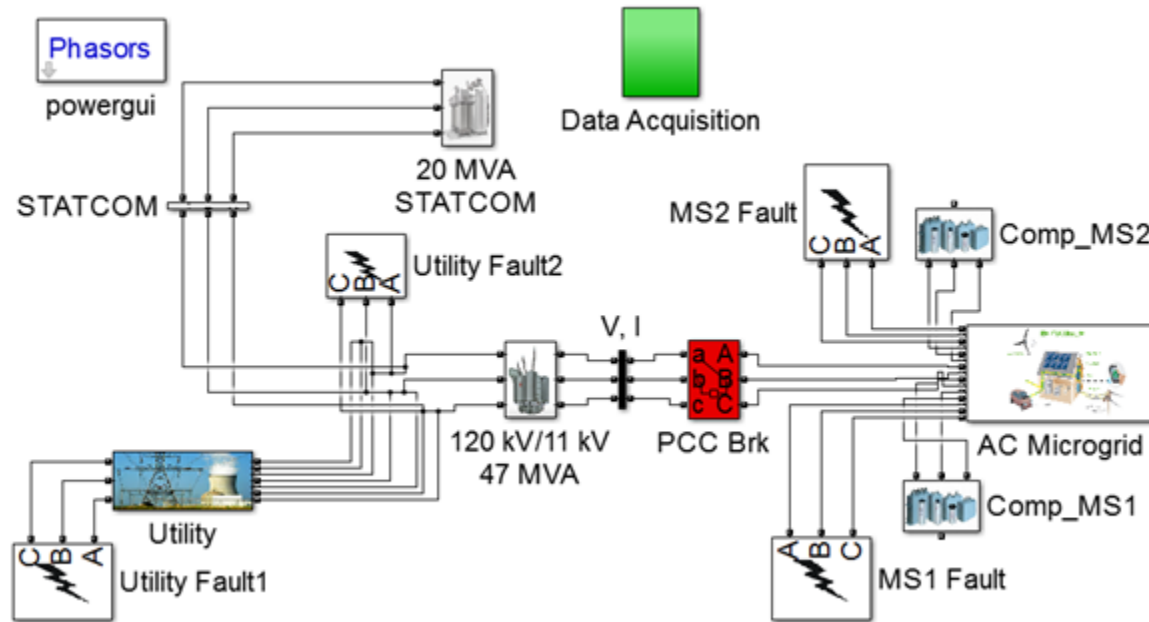 Phasors
powergui
Data Acquisition
20 MVA
STATCOM
STATCOM
MS2 Fault
C B A
Comp_MS2
Utility Fault2
C B A
V, I
a A
b B
c C
120 kV/11 kV
47 MVA
PCC Brk
AC Microgrid
Utility
C B A
Utility Fault1
Comp_MS1
A B C
MS1 Fault